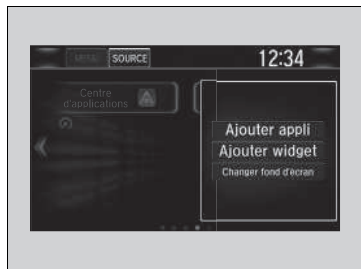 MENU
SOURCE
12:34
Centre
d'applications
Ajouter appli
Ajouter widget
Changer fond d'écran